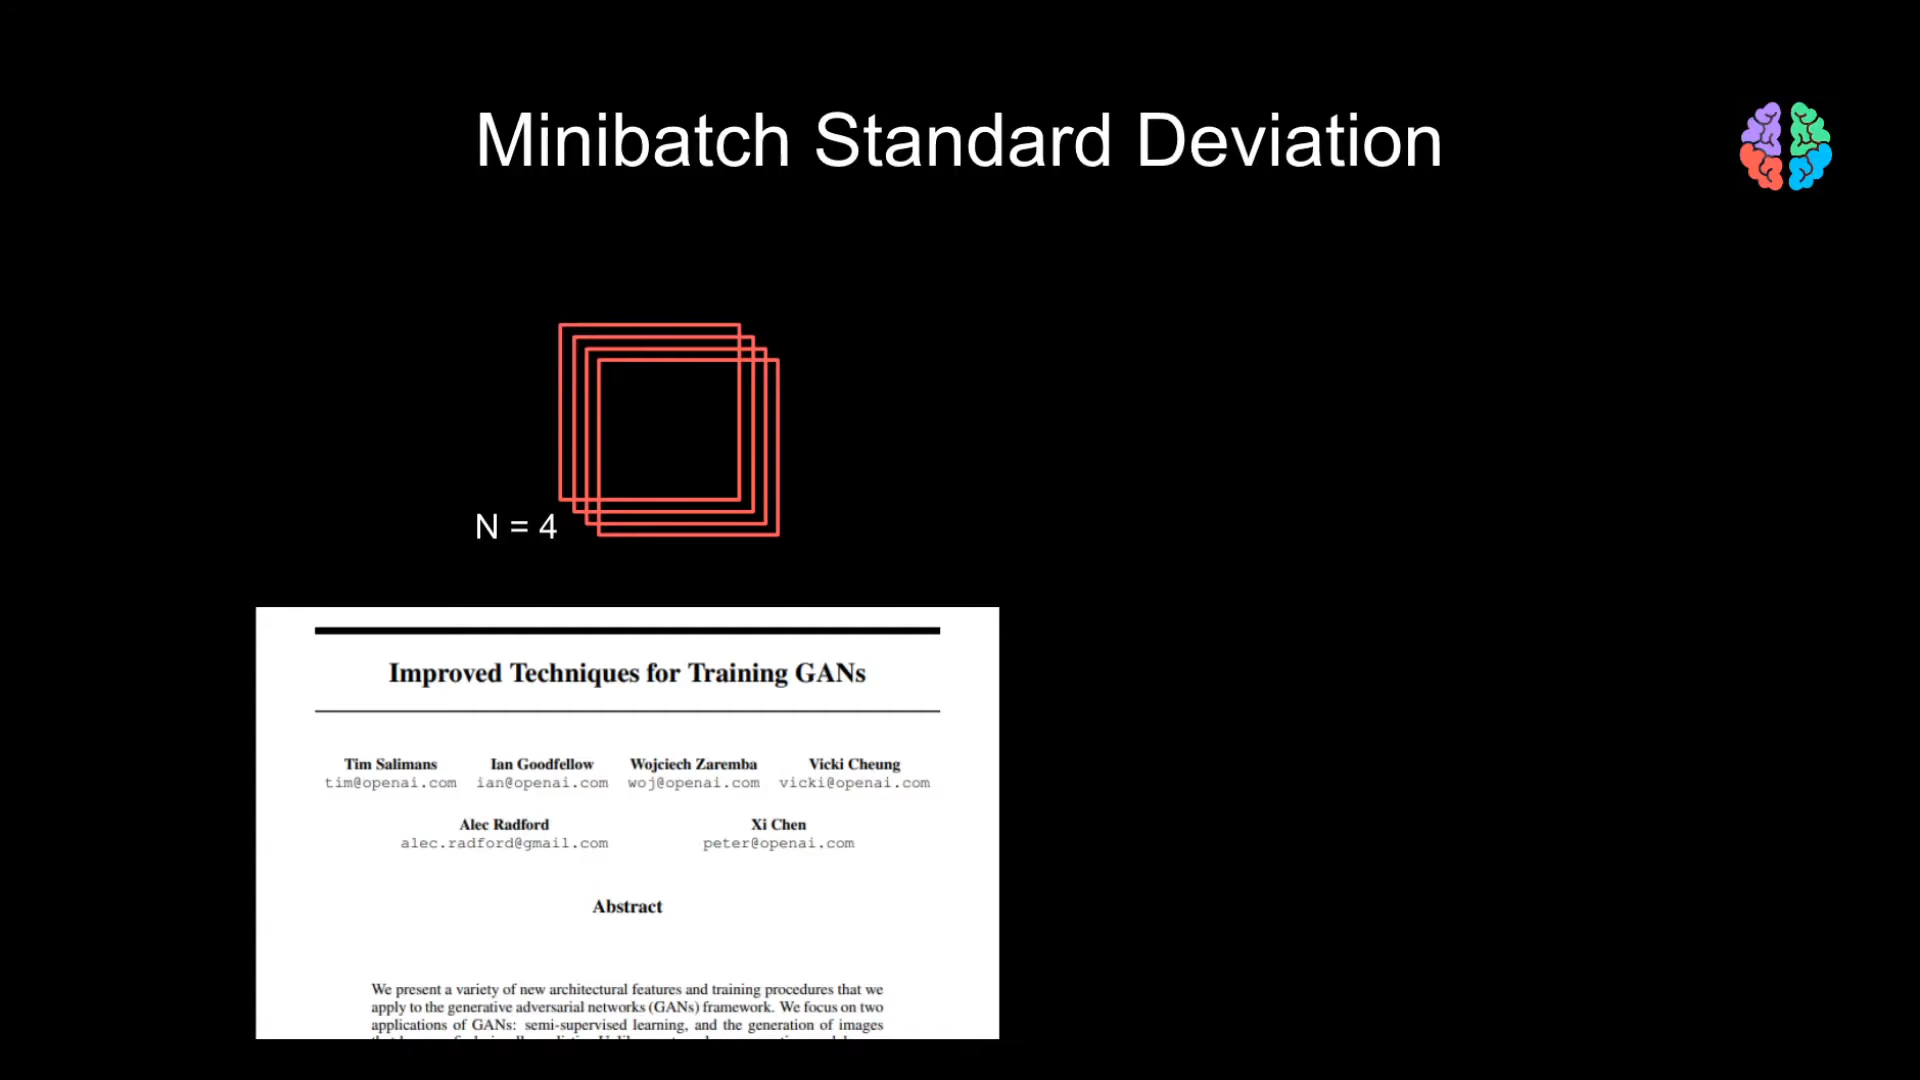 Minibatch Standard Deviation
N = 4
Improved Techniques for Training GANs
Tim Salimans Ian Goodfellow Wojciech Zaremba Vicki Cheung
tim@openai.com ian@openai.com woj@openai.com vicki@openai.com
Alec Radford Xi Chen
alec.radford@gmail.com peter@openai.com
Abstract
We present a variety of new architectural features and training procedures that we
apply to the generative adversarial networks (GANs) framework. We focus on two
applications of GANs: semi-supervised learning, and the generation of images